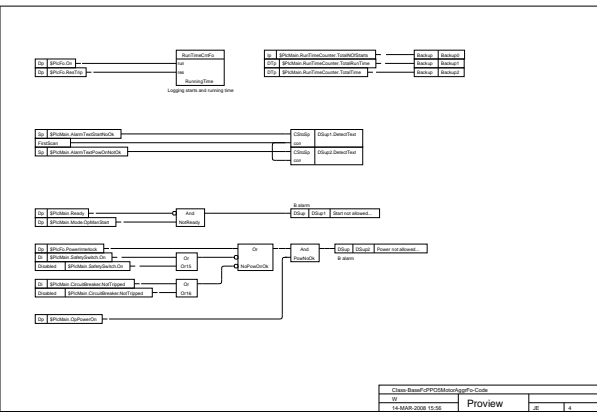 RunTimeCntFo
Dp $PlcFo.On run
Dp $PlcFo.ResTrip res
RunningTime
Logging starts and running time
Ip $PlcMain.RunTimeCounter.TotalNOfStarts Backup Backup0
DTp $PlcMain.RunTimeCounter.TotalRunTime Backup Backup1
DTp $PlcMain.RunTimeCounter.TotalTime Backup Backup2
Sp $PlcMain.AlarmTextStartNoOk CStoSp DSup1.DetectText
FirstScan con
Sp $PlcMain.AlarmTextPowOnNotOk CStoSp DSup2.DetectText
con
B alarm
Dp $PlcMain.Ready And DSup DSup1 Start not allowed...
Dp $PlcMain.Mode.OpManStart NotReady
Dp $PlcFo.PowerInterlock Or And DSup DSup2 Power not allowed...
Di $PlcMain.SafetySwitch.On Or PowNoOk B alarm
Disabled $PlcMain.SafetySwitch.On Or15 NoPowOnOk
Di $PlcMain.CircuitBreaker.NotTripped Or
Disabled $PlcMain.CircuitBreaker.NotTripped Or16
Dp $PlcMain.OpPowerOn
Class-BaseFcPPO5MotorAggrFo-Code
W
Proview
14-MAR-2008 15:56 JE 4